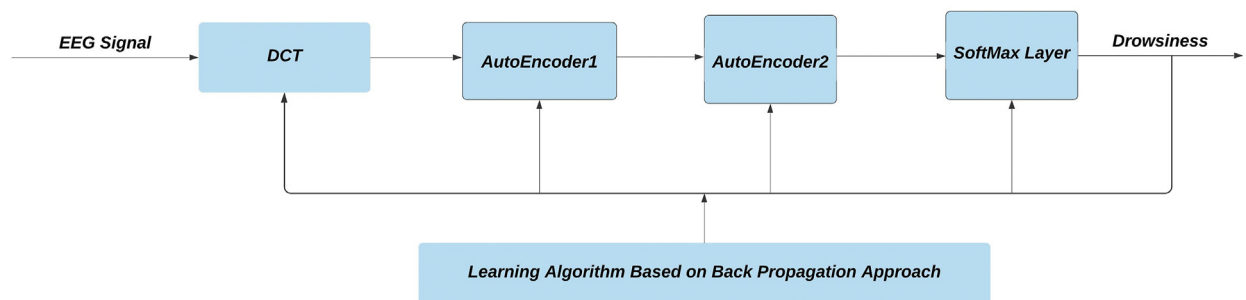 EEG Signal
DCT
AutoEncoder1
AutoEncoder2
SoftMax Layer
Drowsiness
Learning Algorithm Based on Back Propagation Approach